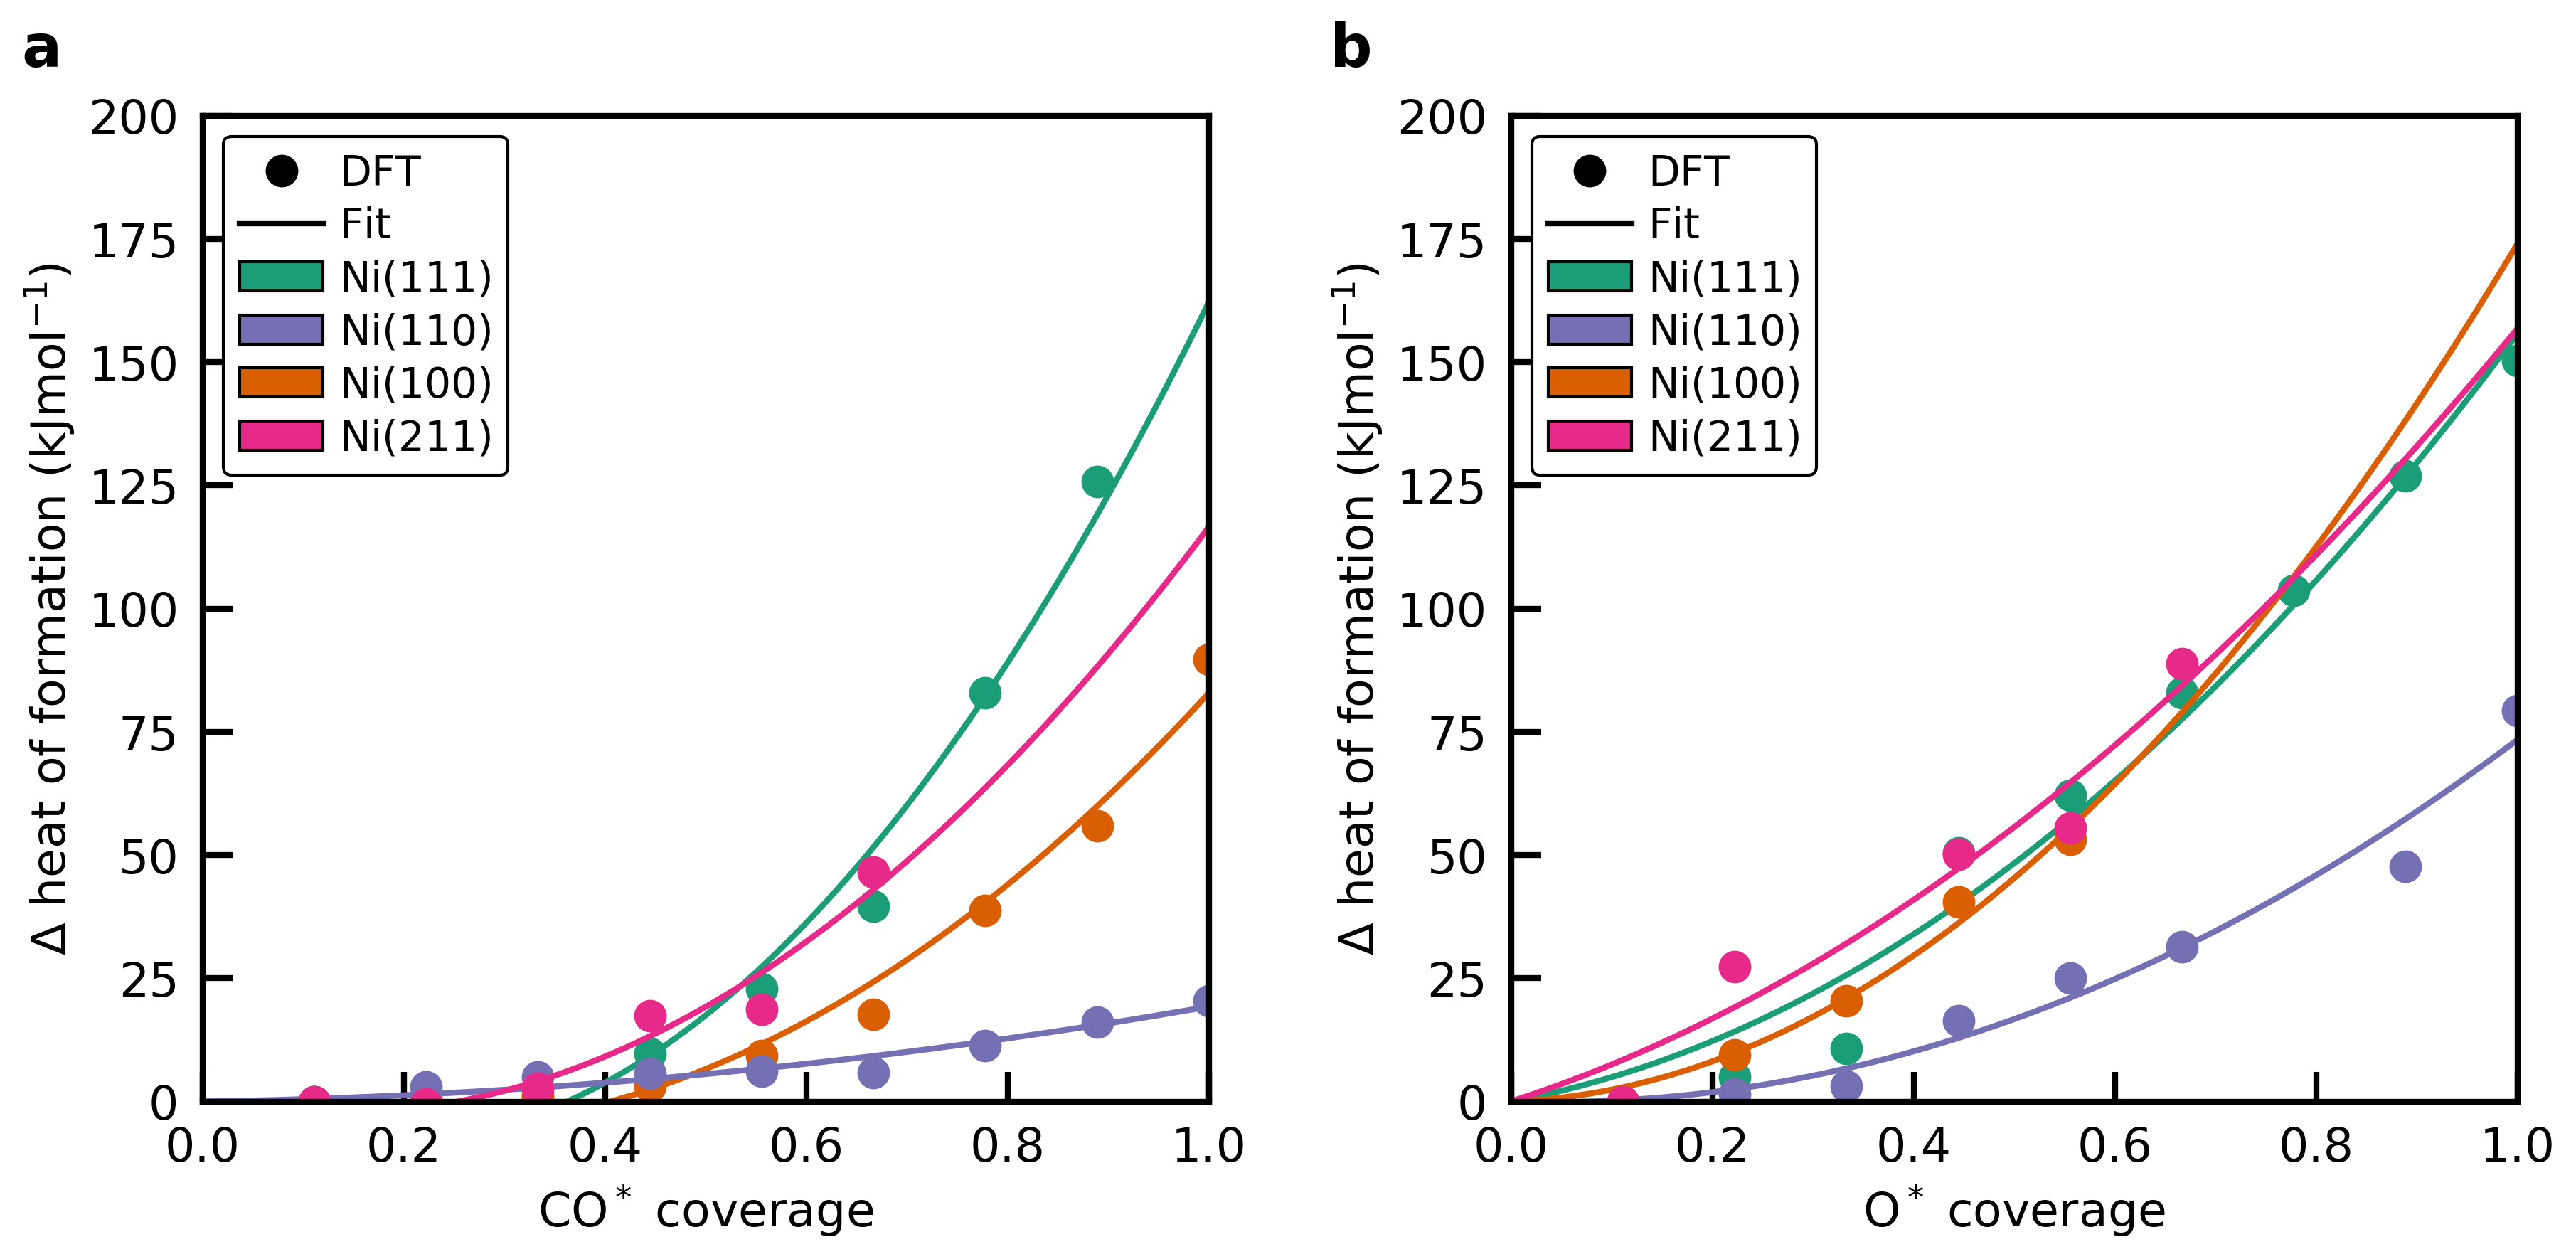 a
200
175
150
125
100
75
50
25
0
Δ heat of formation (kJmol⁻¹)
DFT
Fit
Ni(111)
Ni(110)
Ni(100)
Ni(211)
0.0 0.2 0.4 0.6 0.8 1.0
CO* coverage
b
200
175
150
125
100
75
50
25
0
Δ heat of formation (kJmol⁻¹)
DFT
Fit
Ni(111)
Ni(110)
Ni(100)
Ni(211)
0.0 0.2 0.4 0.6 0.8 1.0
O* coverage